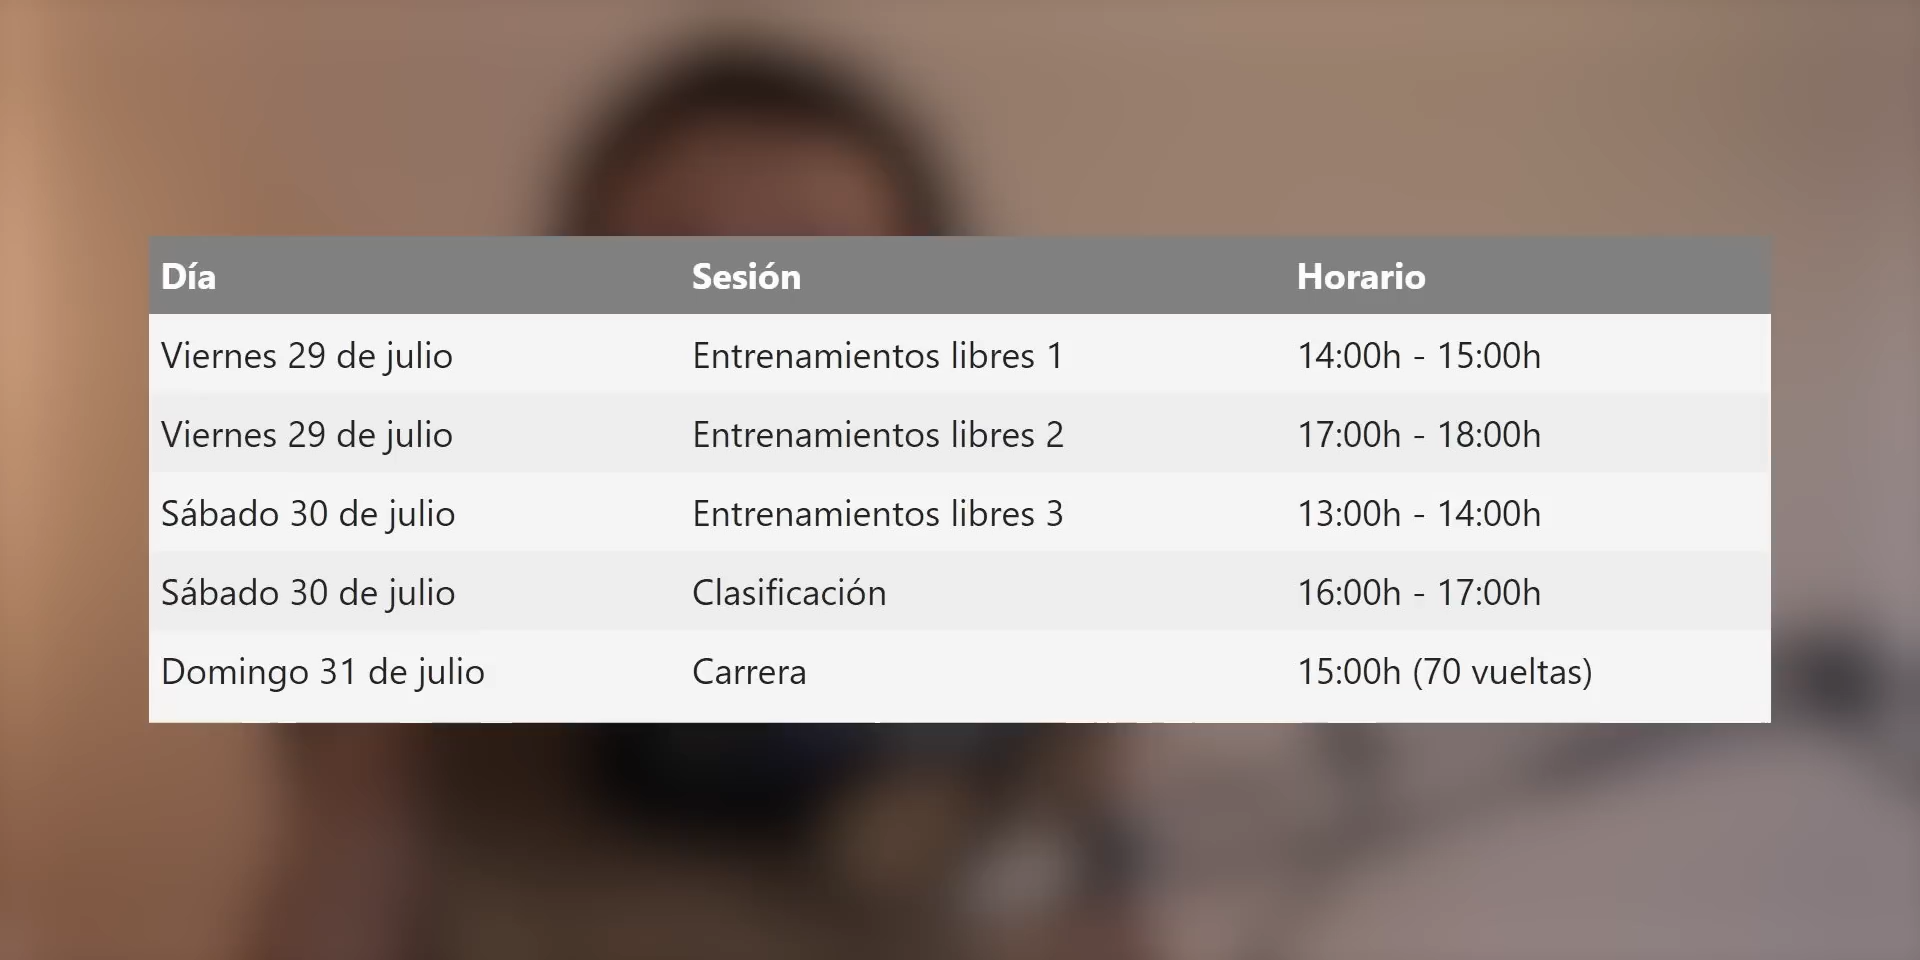 Día Sesión Horario
Viernes 29 de julio Entrenamientos libres 1 14:00h - 15:00h
Viernes 29 de julio Entrenamientos libres 2 17:00h - 18:00h
Sábado 30 de julio Entrenamientos libres 3 13:00h - 14:00h
Sábado 30 de julio Clasificación 16:00h - 17:00h
Domingo 31 de julio Carrera 15:00h (70 vueltas)